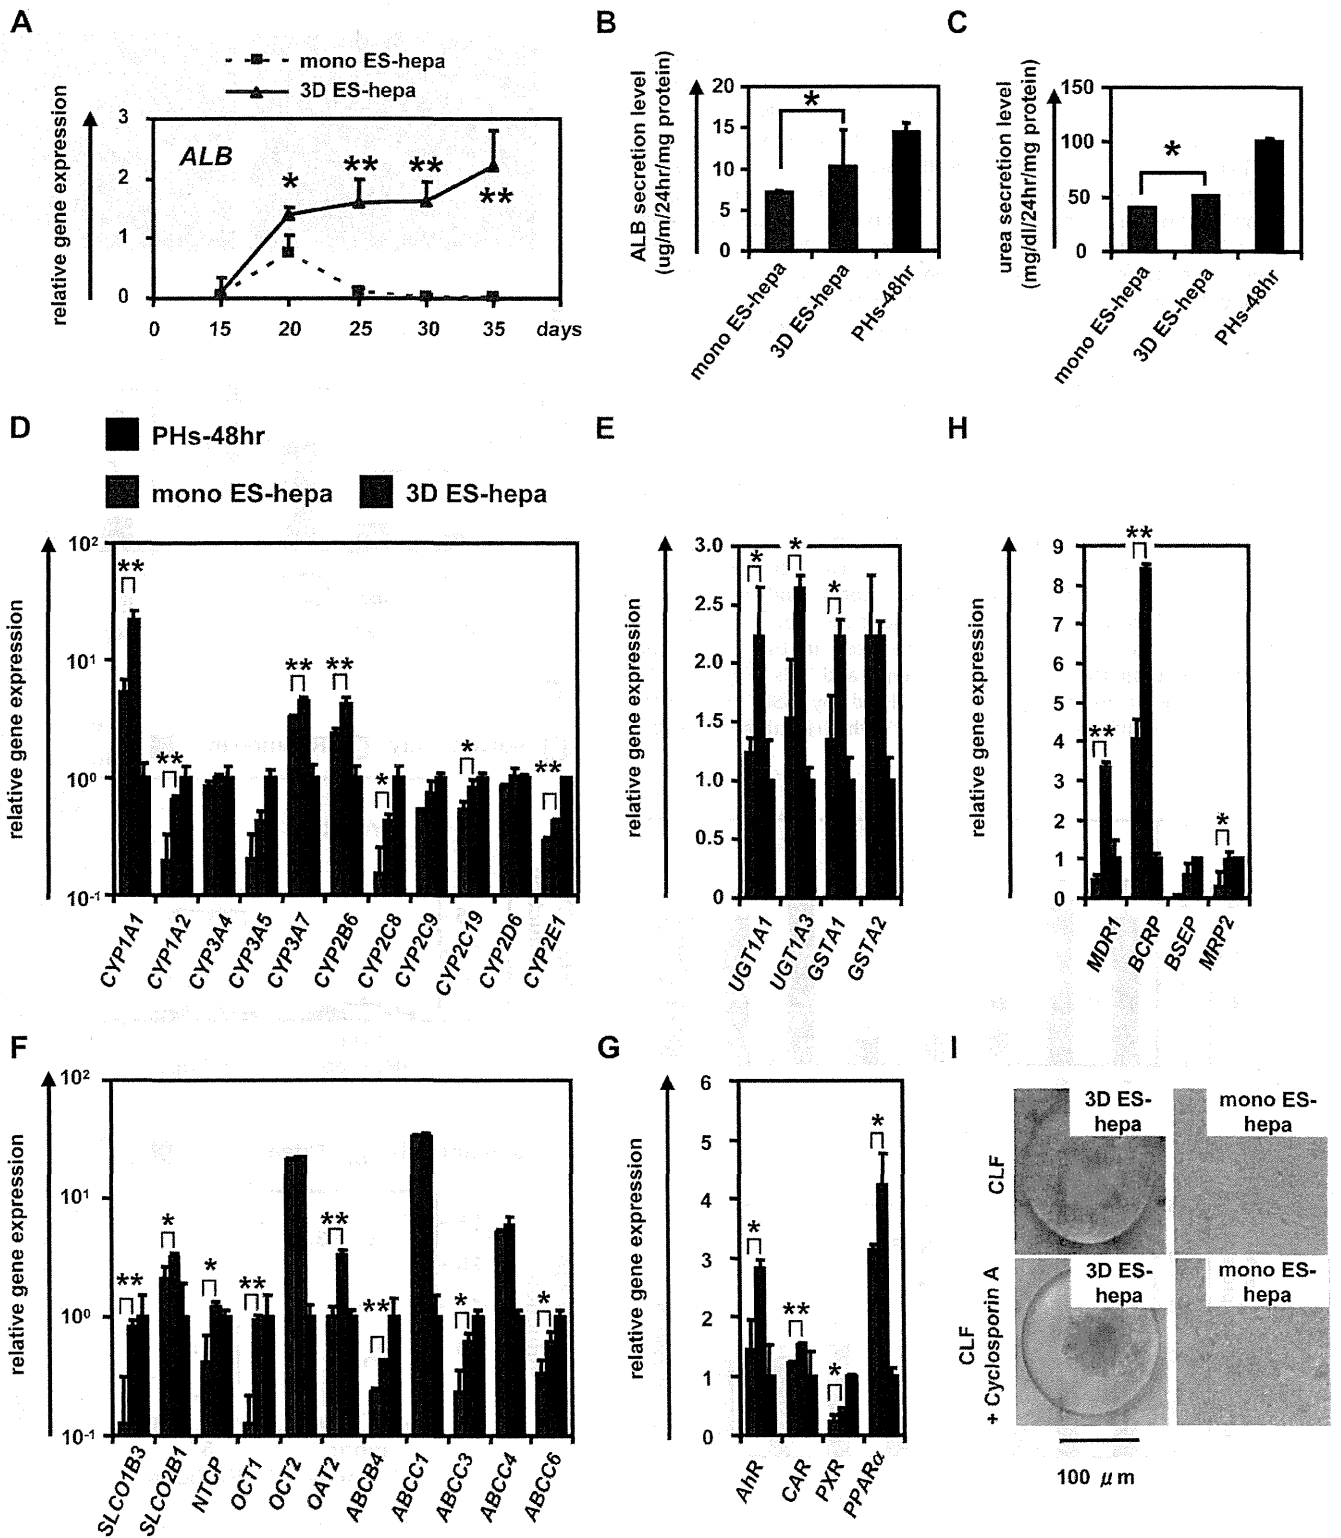 A
mono ES-hepa
3D ES-hepa
relative gene expression
3
2
1
0
ALB
*
**
**
**
0 15 20 25 30 35 days
B
ALB secretion level
(ug/m/24hr/mg protein)
20
15
10
5
0
*
mono ES-hepa
3D ES-hepa
PHs-48hr
C
urea secretion level
(mg/dl/24hr/mg protein)
150
100
50
0
*
mono ES-hepa
3D ES-hepa
PHs-48hr
D
PHs-48hr
mono ES-hepa
3D ES-hepa
relative gene expression
10²
10¹
10⁰
10⁻¹
**
**
**
**
*
*
**
CYP1A1
CYP1A2
CYP3A4
CYP3A5
CYP3A7
CYP2B6
CYP2C8
CYP2C9
CYP2C19
CYP2D6
CYP2E1
E
relative gene expression
3.0
2.5
2.0
1.5
1.0
0.5
0
*
*
*
UGT1A1
UGT1A3
GSTA1
GSTA2
H
relative gene expression
9
8
7
6
5
4
3
2
1
0
**
**
*
MDR1
BCRP
BSEP
MRP2
F
relative gene expression
10²
10¹
10⁰
10⁻¹
**
*
*
**
**
**
*
*
SLCO1B3
SLCO2B1
NTCP
OCT1
OCT2
OAT2
ABCB4
ABCC1
ABCC3
ABCC4
ABCC6
G
relative gene expression
6
5
4
3
2
1
0
*
**
*
*
AhR
CAR
PXR
PPARα
I
CLF
3D ES-
hepa
mono ES-
hepa
CLF
+ Cyclosporin A
3D ES-
hepa
mono ES-
hepa
100 μm